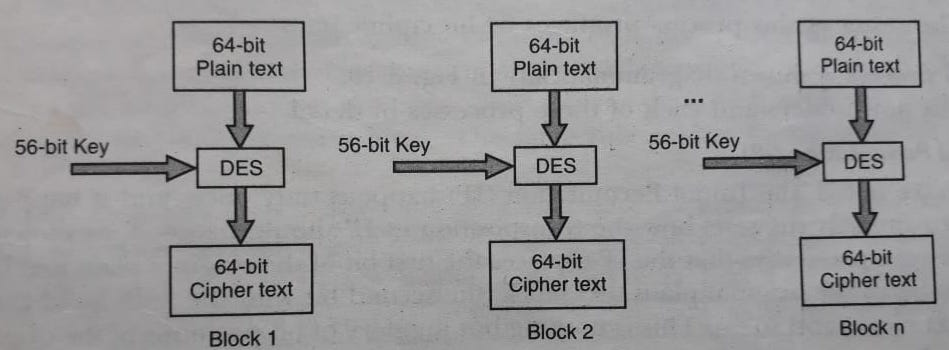 64-bit
Plain text
56-bit Key
DES
64-bit
Cipher text
Block 1
64-bit
Plain text
56-bit Key
DES
64-bit
Cipher text
Block 2
...
64-bit
Plain text
56-bit Key
DES
64-bit
Cipher text
Block n